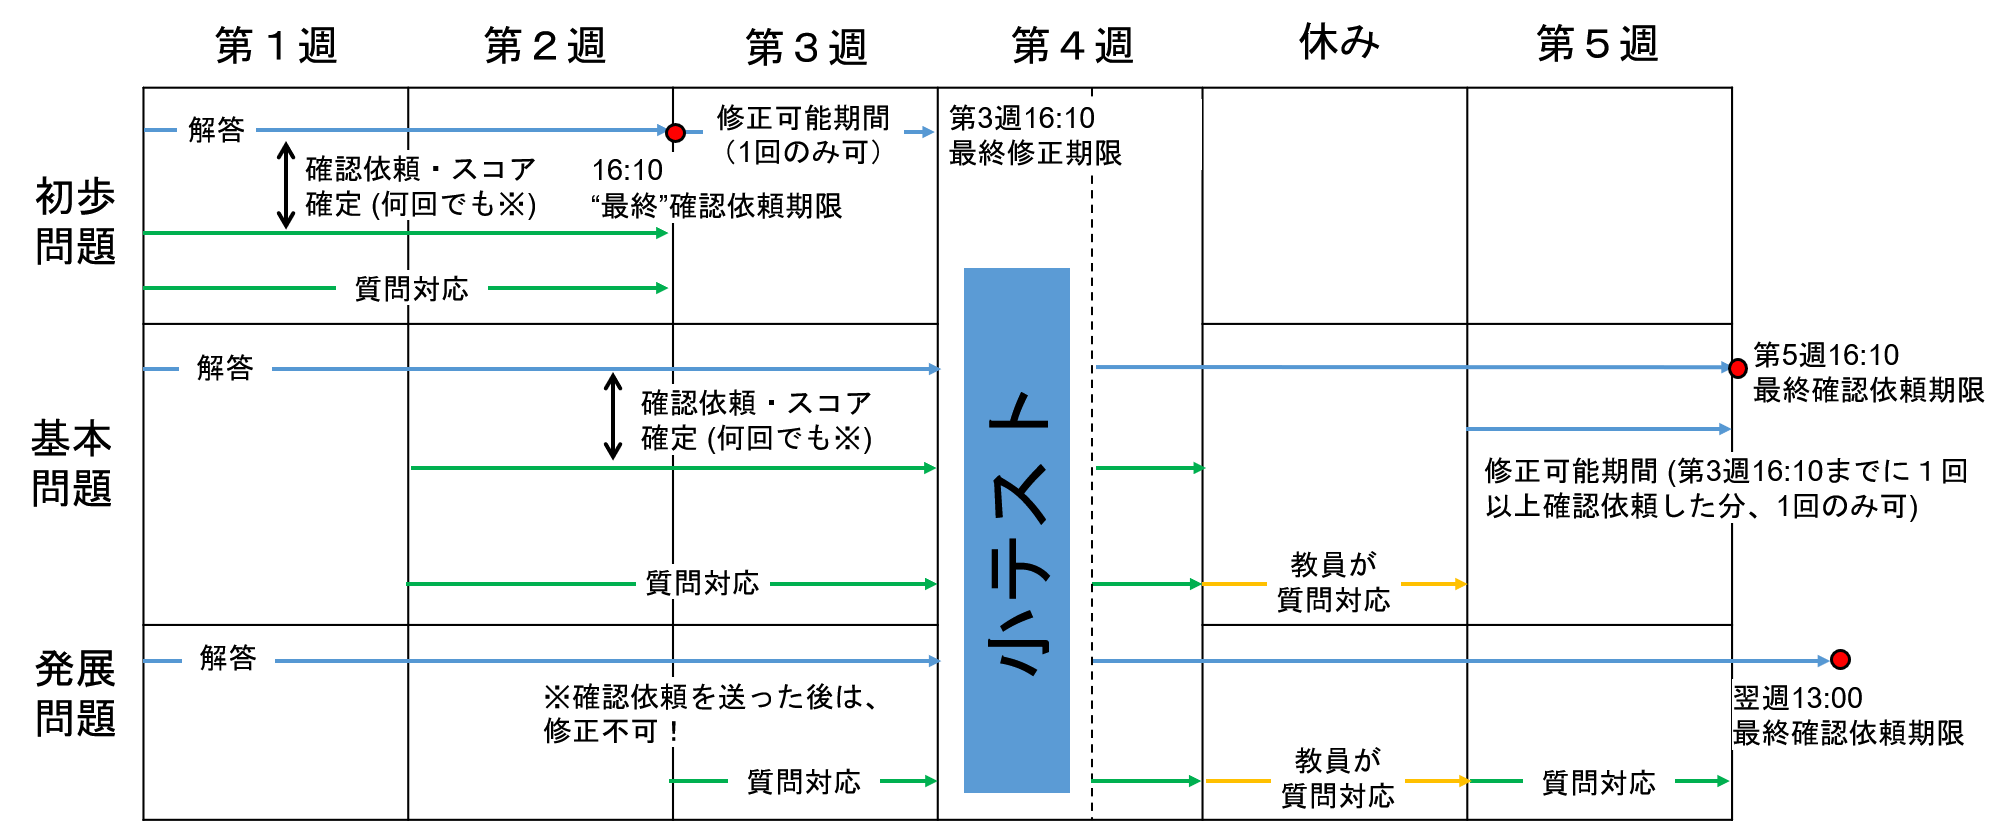 第１週
第２週
第３週
第４週
休み
第５週
初歩
問題
解答
確認依頼・スコア
確定 (何回でも※)
16:10
“最終”確認依頼期限
修正可能期間
（1回のみ可）
第3週16:10
最終修正期限
質問対応
基本
問題
解答
確認依頼・スコア
確定 (何回でも※)
質問対応
小テスト
教員が
質問対応
第5週16:10
最終確認依頼期限
修正可能期間 (第3週16:10までに１回
以上確認依頼した分、1回のみ可)
発展
問題
解答
※確認依頼を送った後は、
修正不可！
質問対応
教員が
質問対応
質問対応
翌週13:00
最終確認依頼期限